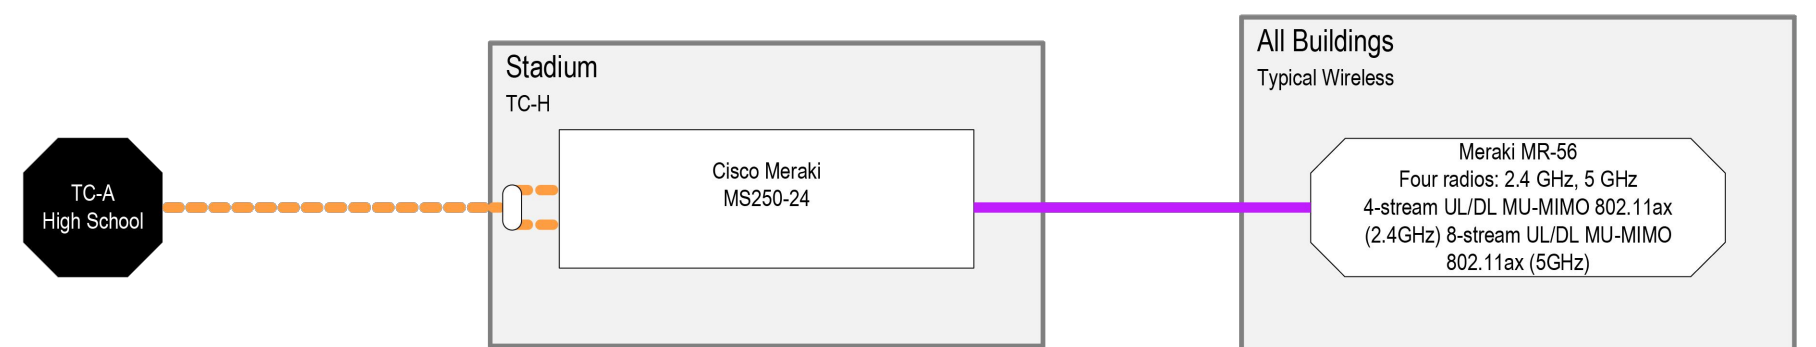 TC-A
High School
Stadium
TC-H
Cisco Meraki
MS250-24
All Buildings
Typical Wireless
Meraki MR-56
Four radios: 2.4 GHz, 5 GHz
4-stream UL/DL MU-MIMO 802.11ax
(2.4GHz) 8-stream UL/DL MU-MIMO
802.11ax (5GHz)